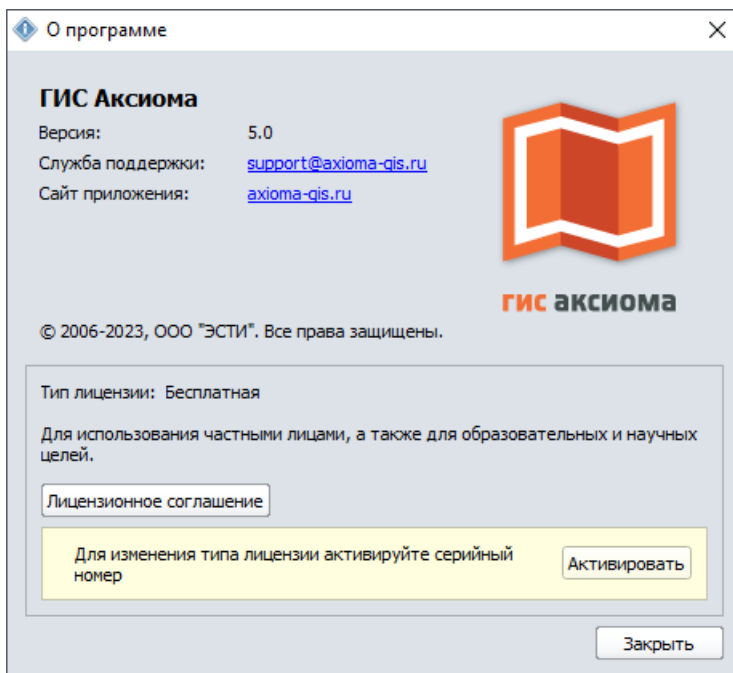 О программе
ГИС Аксиома
Версия: 5.0
Служба поддержки: support@axioma-gis.ru
Сайт приложения: axioma-gis.ru
гис аксиома
© 2006-2023, ООО "ЭСТИ". Все права защищены.
Тип лицензии: Бесплатная
Для использования частными лицами, а также для образовательных и научных
целей.
Лицензионное соглашение
Для изменения типа лицензии активируйте серийный
номер
Активировать
Закрыть